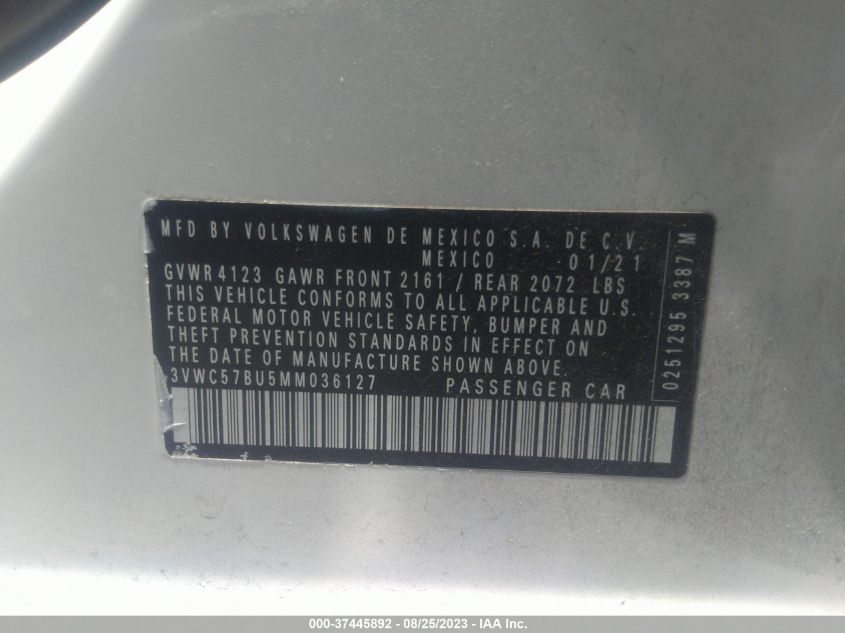 MFD BY VOLKSWAGEN DE MEXICO S.A. DE C.V.
MEXICO 01/21
GVWR 4123 GAWR FRONT 2161 / REAR 2072 LBS
THIS VEHICLE CONFORMS TO ALL APPLICABLE U.S.
FEDERAL MOTOR VEHICLE SAFETY, BUMPER AND
THEFT PREVENTION STANDARDS IN EFFECT ON
THE DATE OF MANUFACTURE SHOWN ABOVE.
3VWC57BU5MM036127 PASSENGER CAR
0251295 3387 M
000-37445892 - 08/25/2023 - IAA Inc.